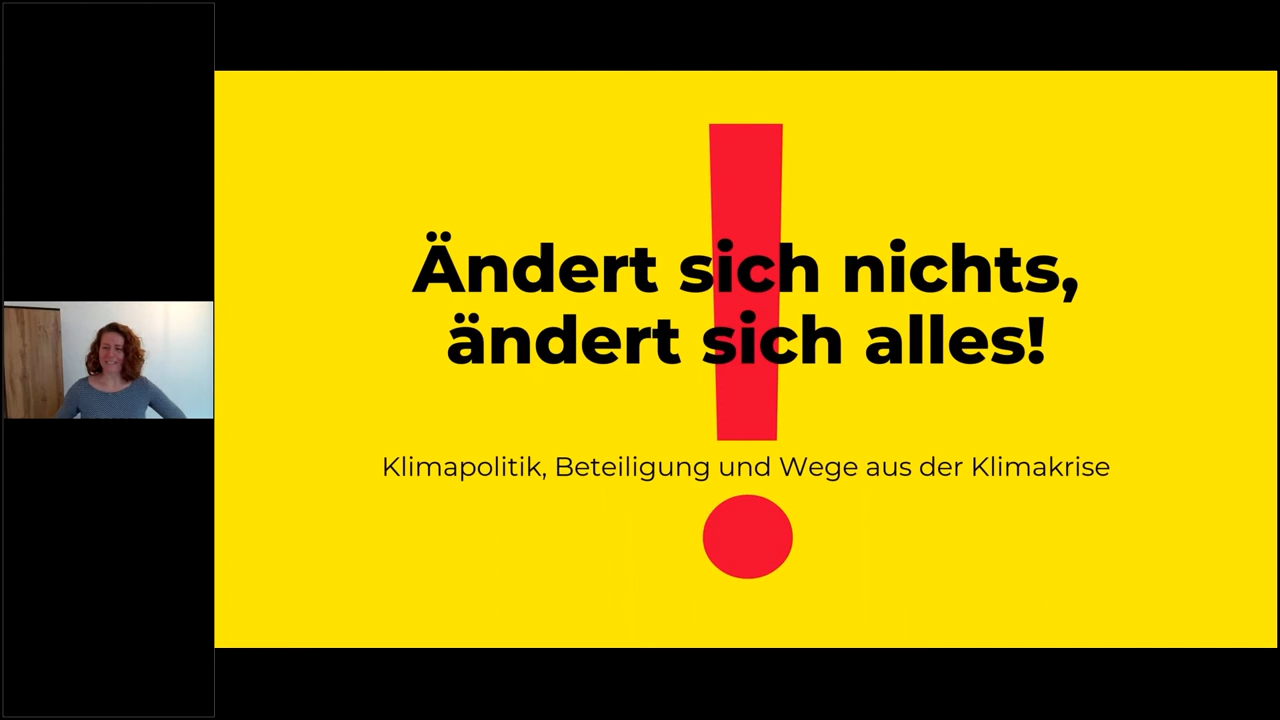 Ändert sich nichts,
ändert sich alles!
Klimapolitik, Beteiligung und Wege aus der Klimakrise